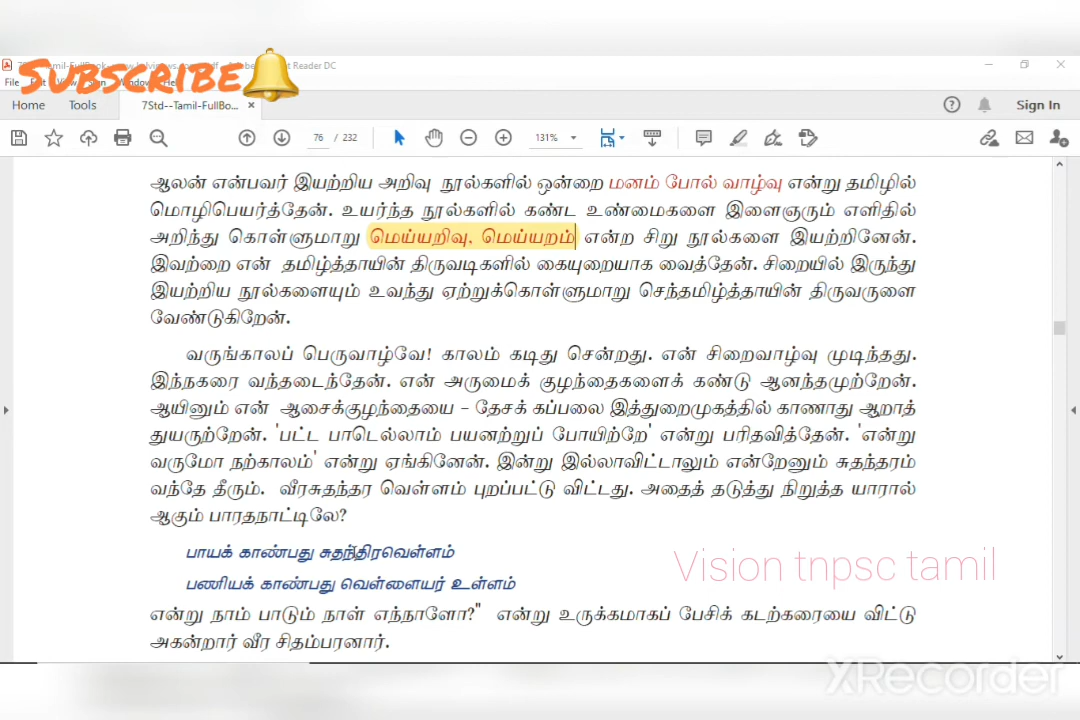 SUBSCRIBE
Reader DC
File
Home Tools 7Std--Tamil-FullBo... × Sign In
76 / 232 131%
ஆலன் என்பவர் இயற்றிய அறிவு நூல்களில் ஒன்றை மனம் போல் வாழ்வு என்று தமிழில்
மொழிபெயர்த்தேன். உயர்ந்த நூல்களில் கண்ட உண்மைகளை இளைஞரும் எளிதில்
அறிந்து கொள்ளுமாறு மெய்யறிவு, மெய்யறம் என்ற சிறு நூல்களை இயற்றினேன்.
இவற்றை என் தமிழ்த்தாயின் திருவடிகளில் கையுறையாக வைத்தேன். சிறையில் இருந்து
இயற்றிய நூல்களையும் உவந்து ஏற்றுக்கொள்ளுமாறு செந்தமிழ்த்தாயின் திருவருளை
வேண்டுகிறேன்.
வருங்காலப் பெருவாழ்வே! காலம் கடிது சென்றது. என் சிறைவாழ்வு முடிந்தது.
இந்நகரை வந்தடைந்தேன். என் அருமைக் குழந்தைகளைக் கண்டு ஆனந்தமுற்றேன்.
ஆயினும் என் ஆசைக்குழந்தையை – தேசக் கப்பலை இத்துறைமுகத்தில் காணாது ஆறாத்
துயருற்றேன். 'பட்ட பாடெல்லாம் பயனற்றுப் போயிற்றே' என்று பரிதவித்தேன். 'என்று
வருமோ நற்காலம்' என்று ஏங்கினேன். இன்று இல்லாவிட்டாலும் என்றேனும் சுதந்தரம்
வந்தே தீரும். வீரசுதந்தர வெள்ளம் புறப்பட்டு விட்டது. அதைத் தடுத்து நிறுத்த யாரால்
ஆகும் பாரதநாட்டிலே?
பாயக் காண்பது சுதந்திரவெள்ளம்
பணியக் காண்பது வெள்ளையர் உள்ளம்
Vision tnpsc tamil
என்று நாம் பாடும் நாள் எந்நாளோ?" என்று உருக்கமாகப் பேசிக் கடற்கரையை விட்டு
அகன்றார் வீர சிதம்பரனார்.
XRecorder